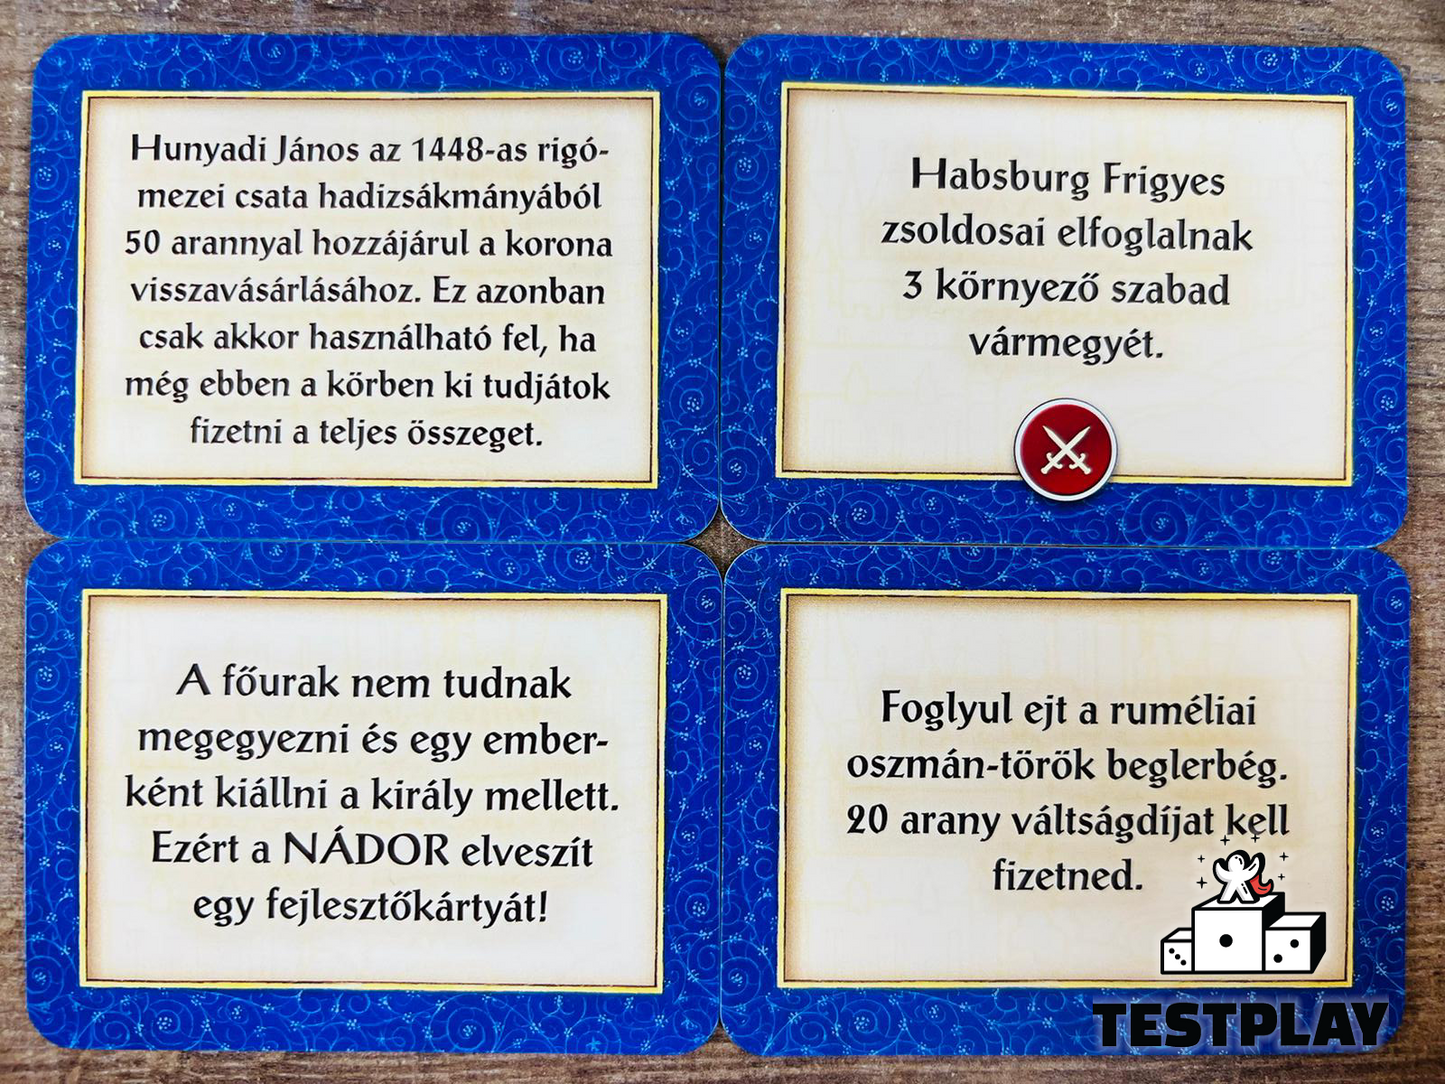 Hunyadi János az 1448-as rigó-
mezei csata hadizsákmányából
50 arannyal hozzájárul a korona
visszavásárlásához. Ez azonban
csak akkor használható fel, ha
még ebben a körben ki tudjátok
fizetni a teljes összeget.
Habsburg Frigyes
zsoldosai elfoglalnak
3 környező szabad
vármegyét.
A főurak nem tudnak
megegyezni és egy ember-
ként kiállni a király mellett.
Ezért a NÁDOR elveszít
egy fejlesztőkártyát!
Foglyul ejt a ruméliai
oszmán-török beglerbég.
20 arany váltságdíjat kell
fizetned.
TESTPLAY